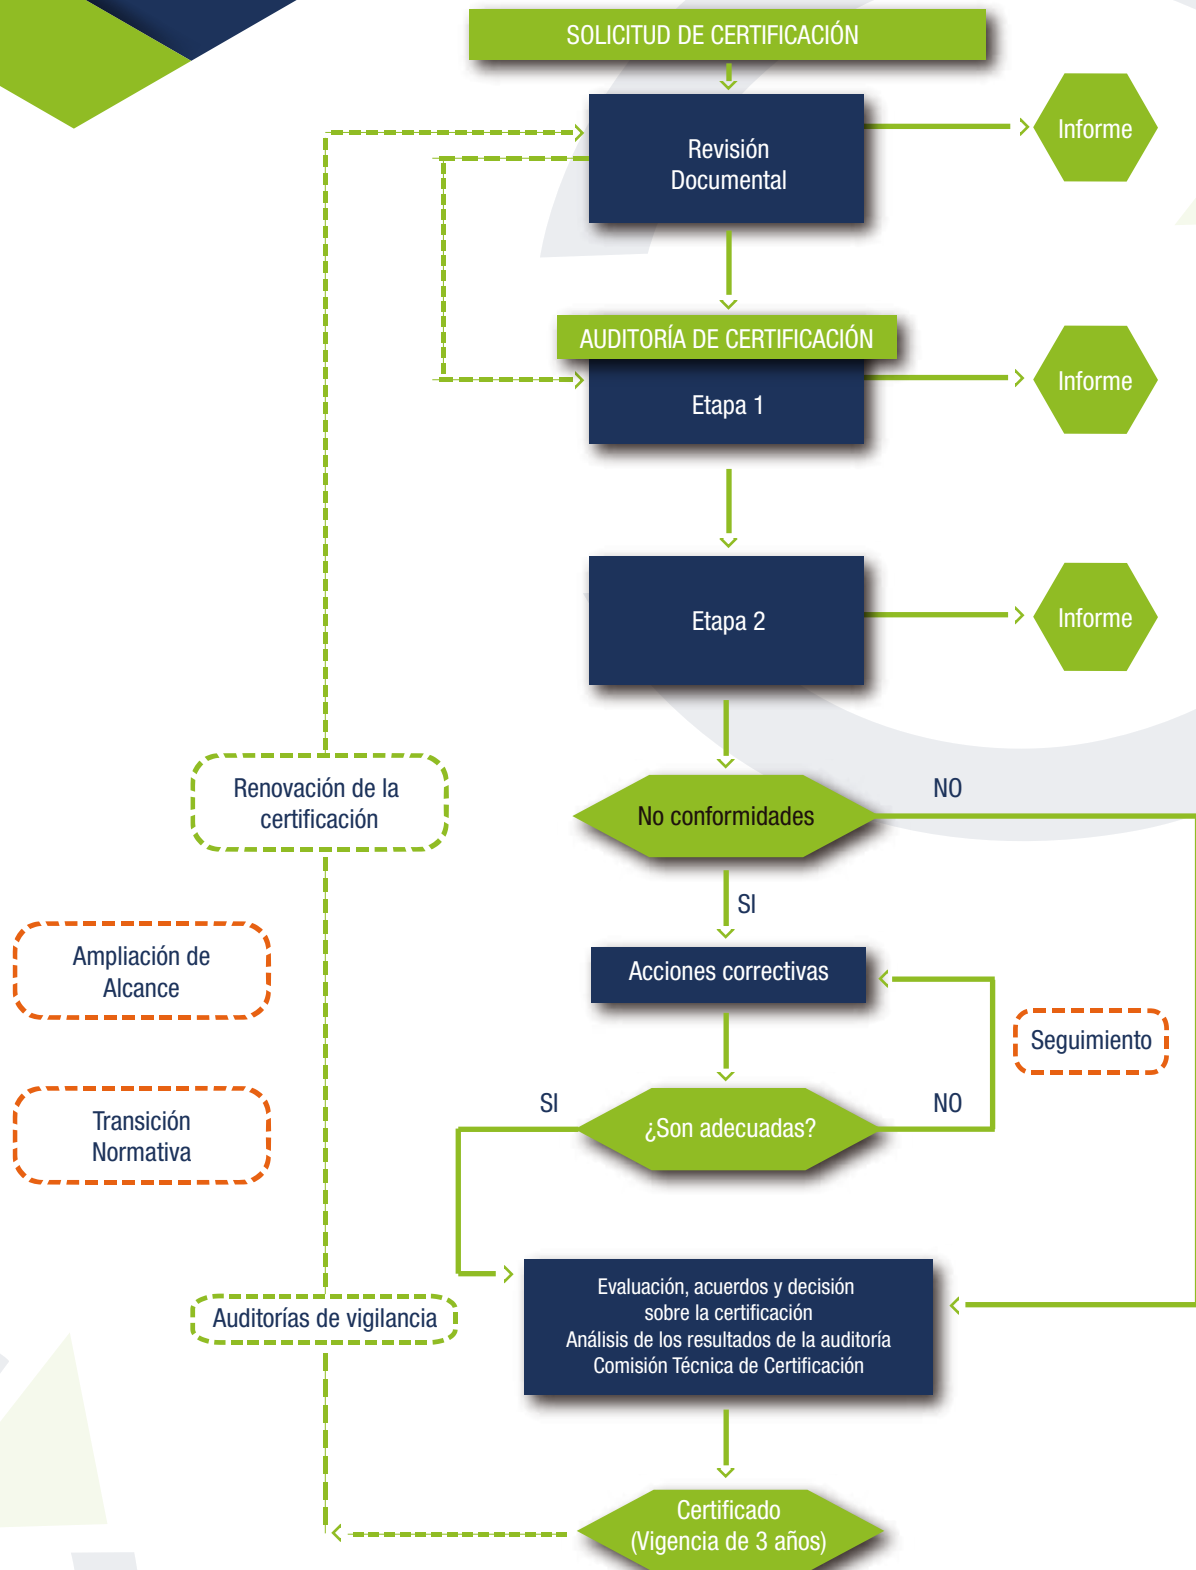 SOLICITUD DE CERTIFICACIÓN
Revisión
Documental
Informe
AUDITORÍA DE CERTIFICACIÓN
Etapa 1
Informe
Etapa 2
Informe
Renovación de la
certificación
No conformidades
NO
SI
Ampliación de
Alcance
Acciones correctivas
Seguimiento
Transición
Normativa
SI
¿Son adecuadas?
NO
Auditorías de vigilancia
Evaluación, acuerdos y decisión
sobre la certificación
Análisis de los resultados de la auditoría
Comisión Técnica de Certificación
Certificado
(Vigencia de 3 años)